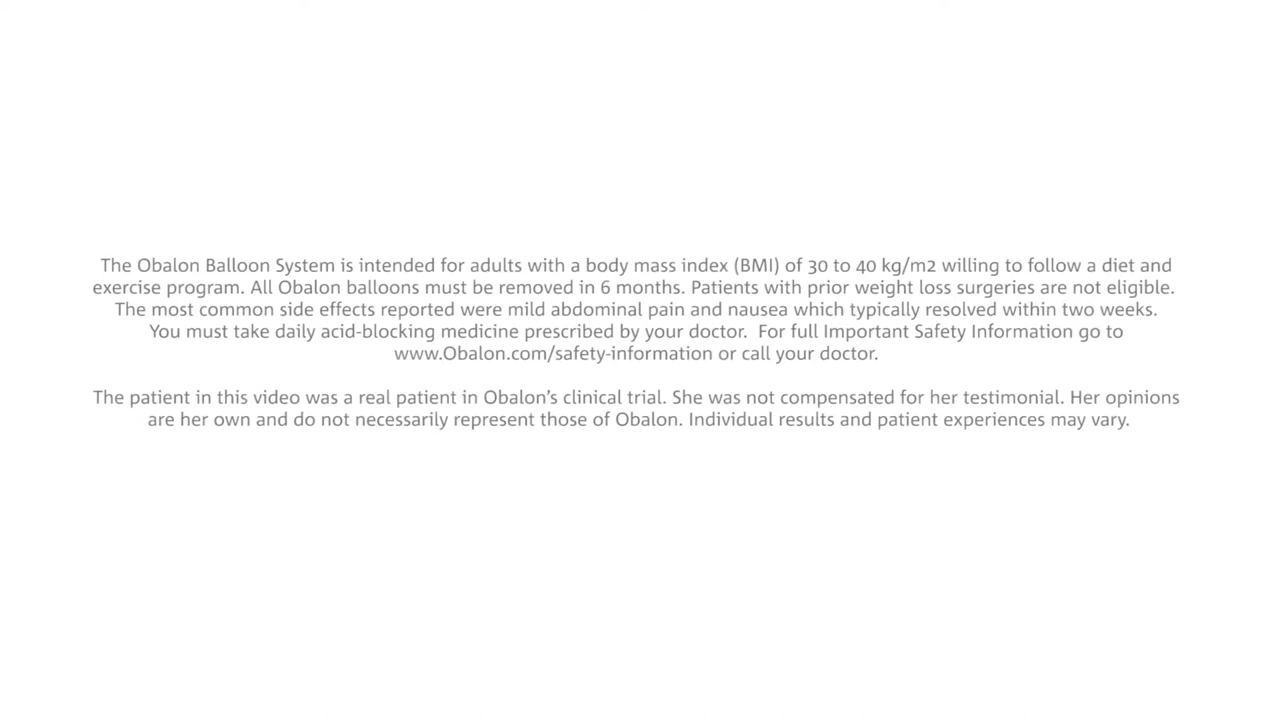 The Obalon Balloon System is intended for adults with a body mass index (BMI) of 30 to 40 kg/m2 willing to follow a diet and
exercise program. All Obalon balloons must be removed in 6 months. Patients with prior weight loss surgeries are not eligible.
The most common side effects reported were mild abdominal pain and nausea which typically resolved within two weeks.
You must take daily acid-blocking medicine prescribed by your doctor.  For full Important Safety Information go to
www.Obalon.com/safety-information or call your doctor.
The patient in this video was a real patient in Obalon’s clinical trial. She was not compensated for her testimonial. Her opinions
are her own and do not necessarily represent those of Obalon. Individual results and patient experiences may vary.